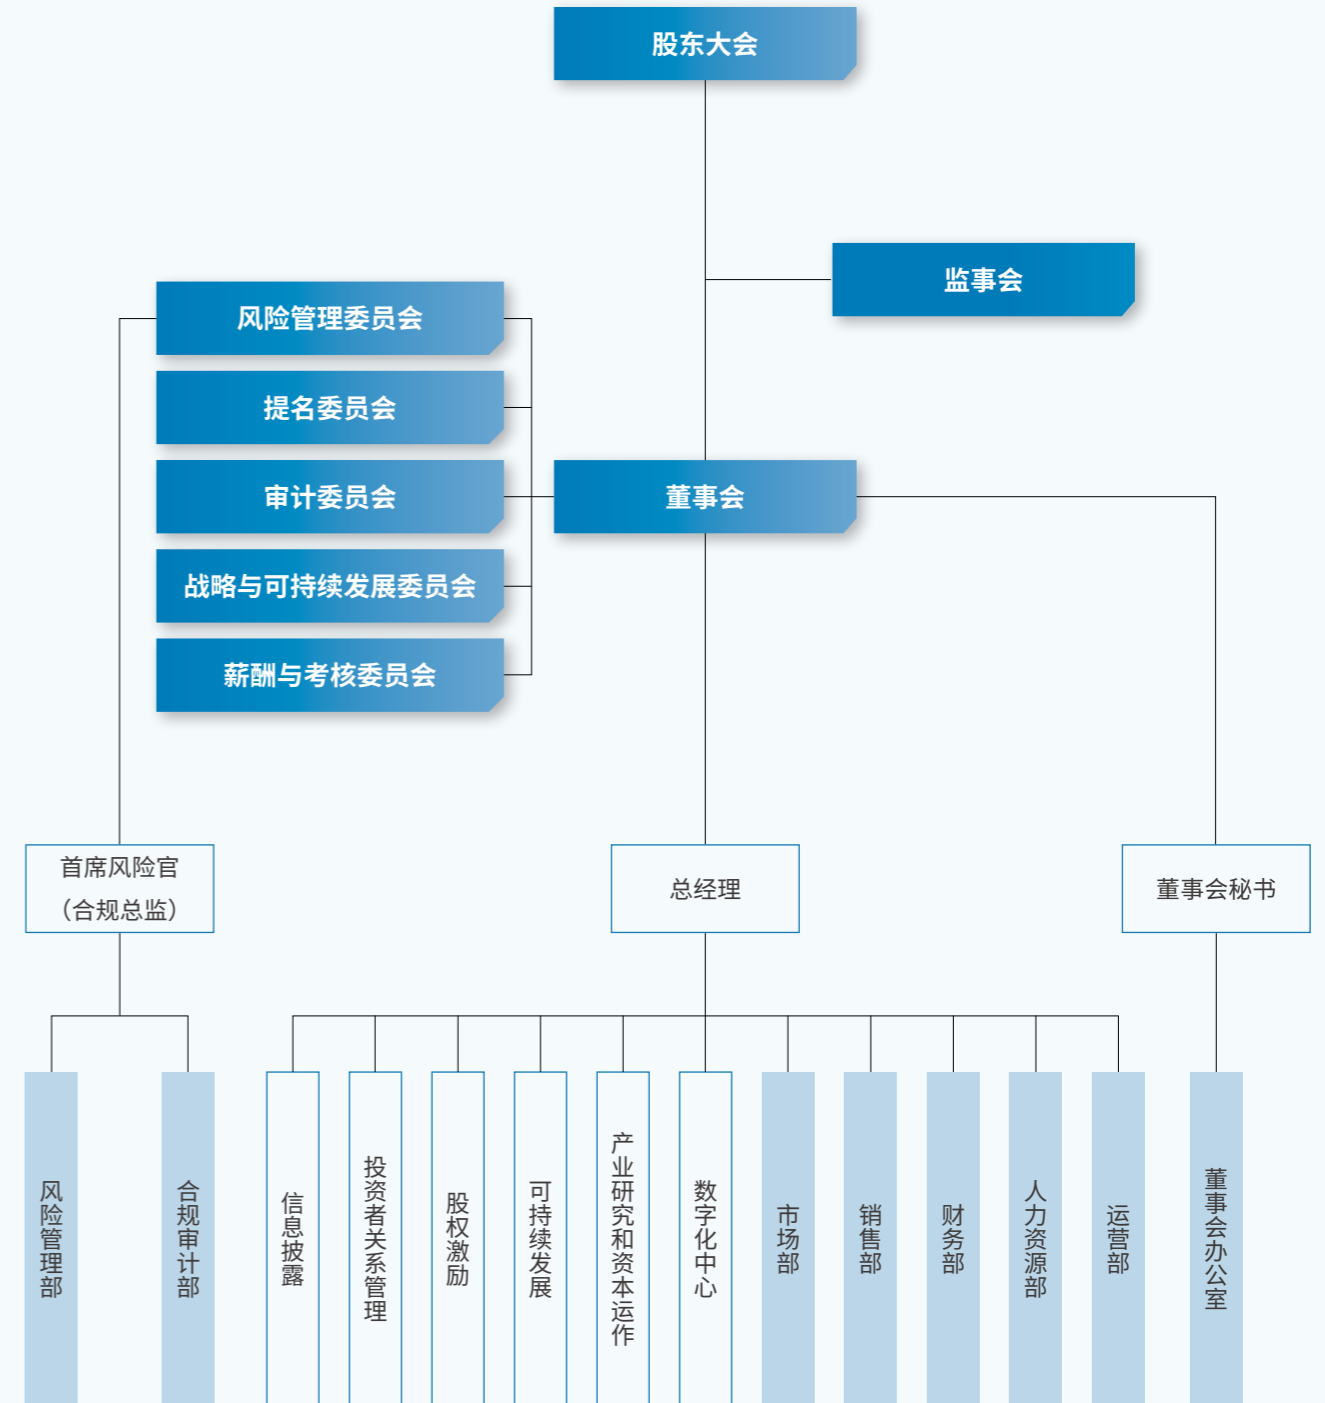 股东大会
监事会
风险管理委员会
提名委员会
审计委员会
董事会
战略与可持续发展委员会
薪酬与考核委员会
首席风险官
（合规总监）
总经理
董事会秘书
风险管理部
合规审计部
信息披露
投资者关系管理
股权激励
可持续发展
产业研究和资本运作
数字化中心
市场部
销售部
财务部
人力资源部
运营部
董事会办公室